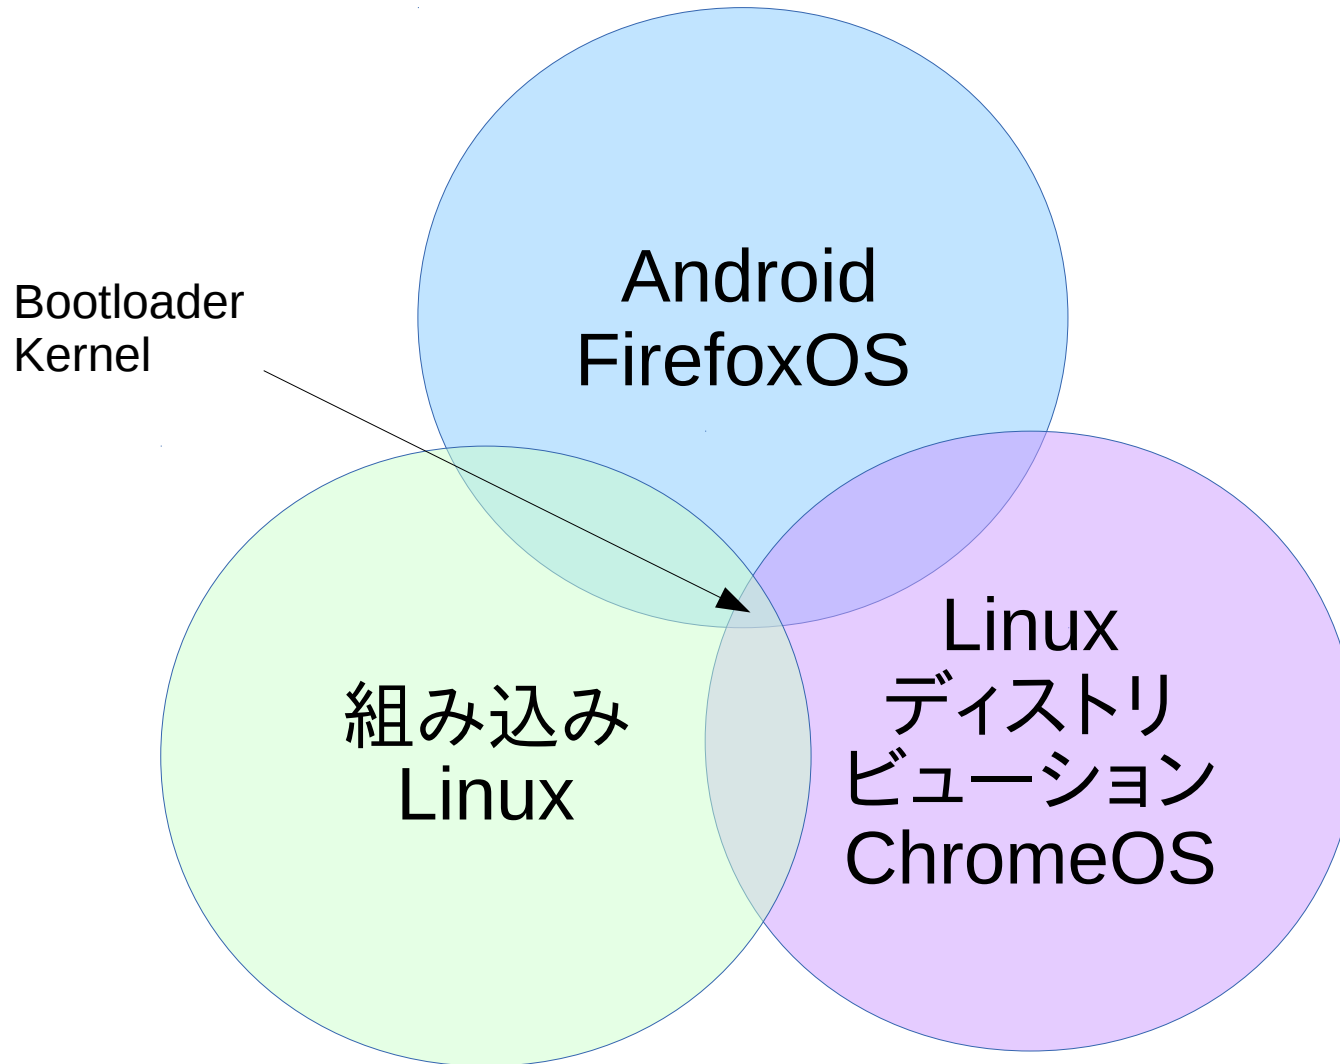 Android
FirefoxOS
Bootloader
Kernel
組み込み
Linux
Linux
ディストリ
ビューション
ChromeOS